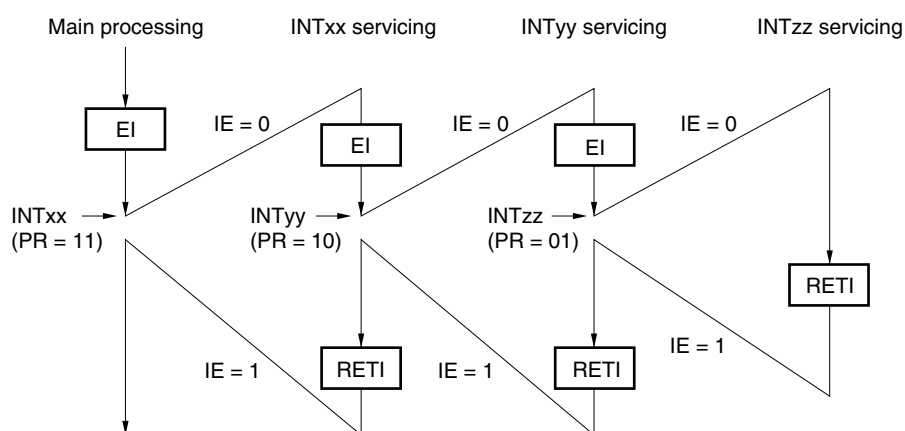 Main processing
INTxx servicing
INTyy servicing
INTzz servicing
EI
IE = 0
EI
IE = 0
EI
IE = 0
INTxx
(PR = 11)
INTyy
(PR = 10)
INTzz
(PR = 01)
RETI
IE = 1
RETI
IE = 1
RETI
IE = 1